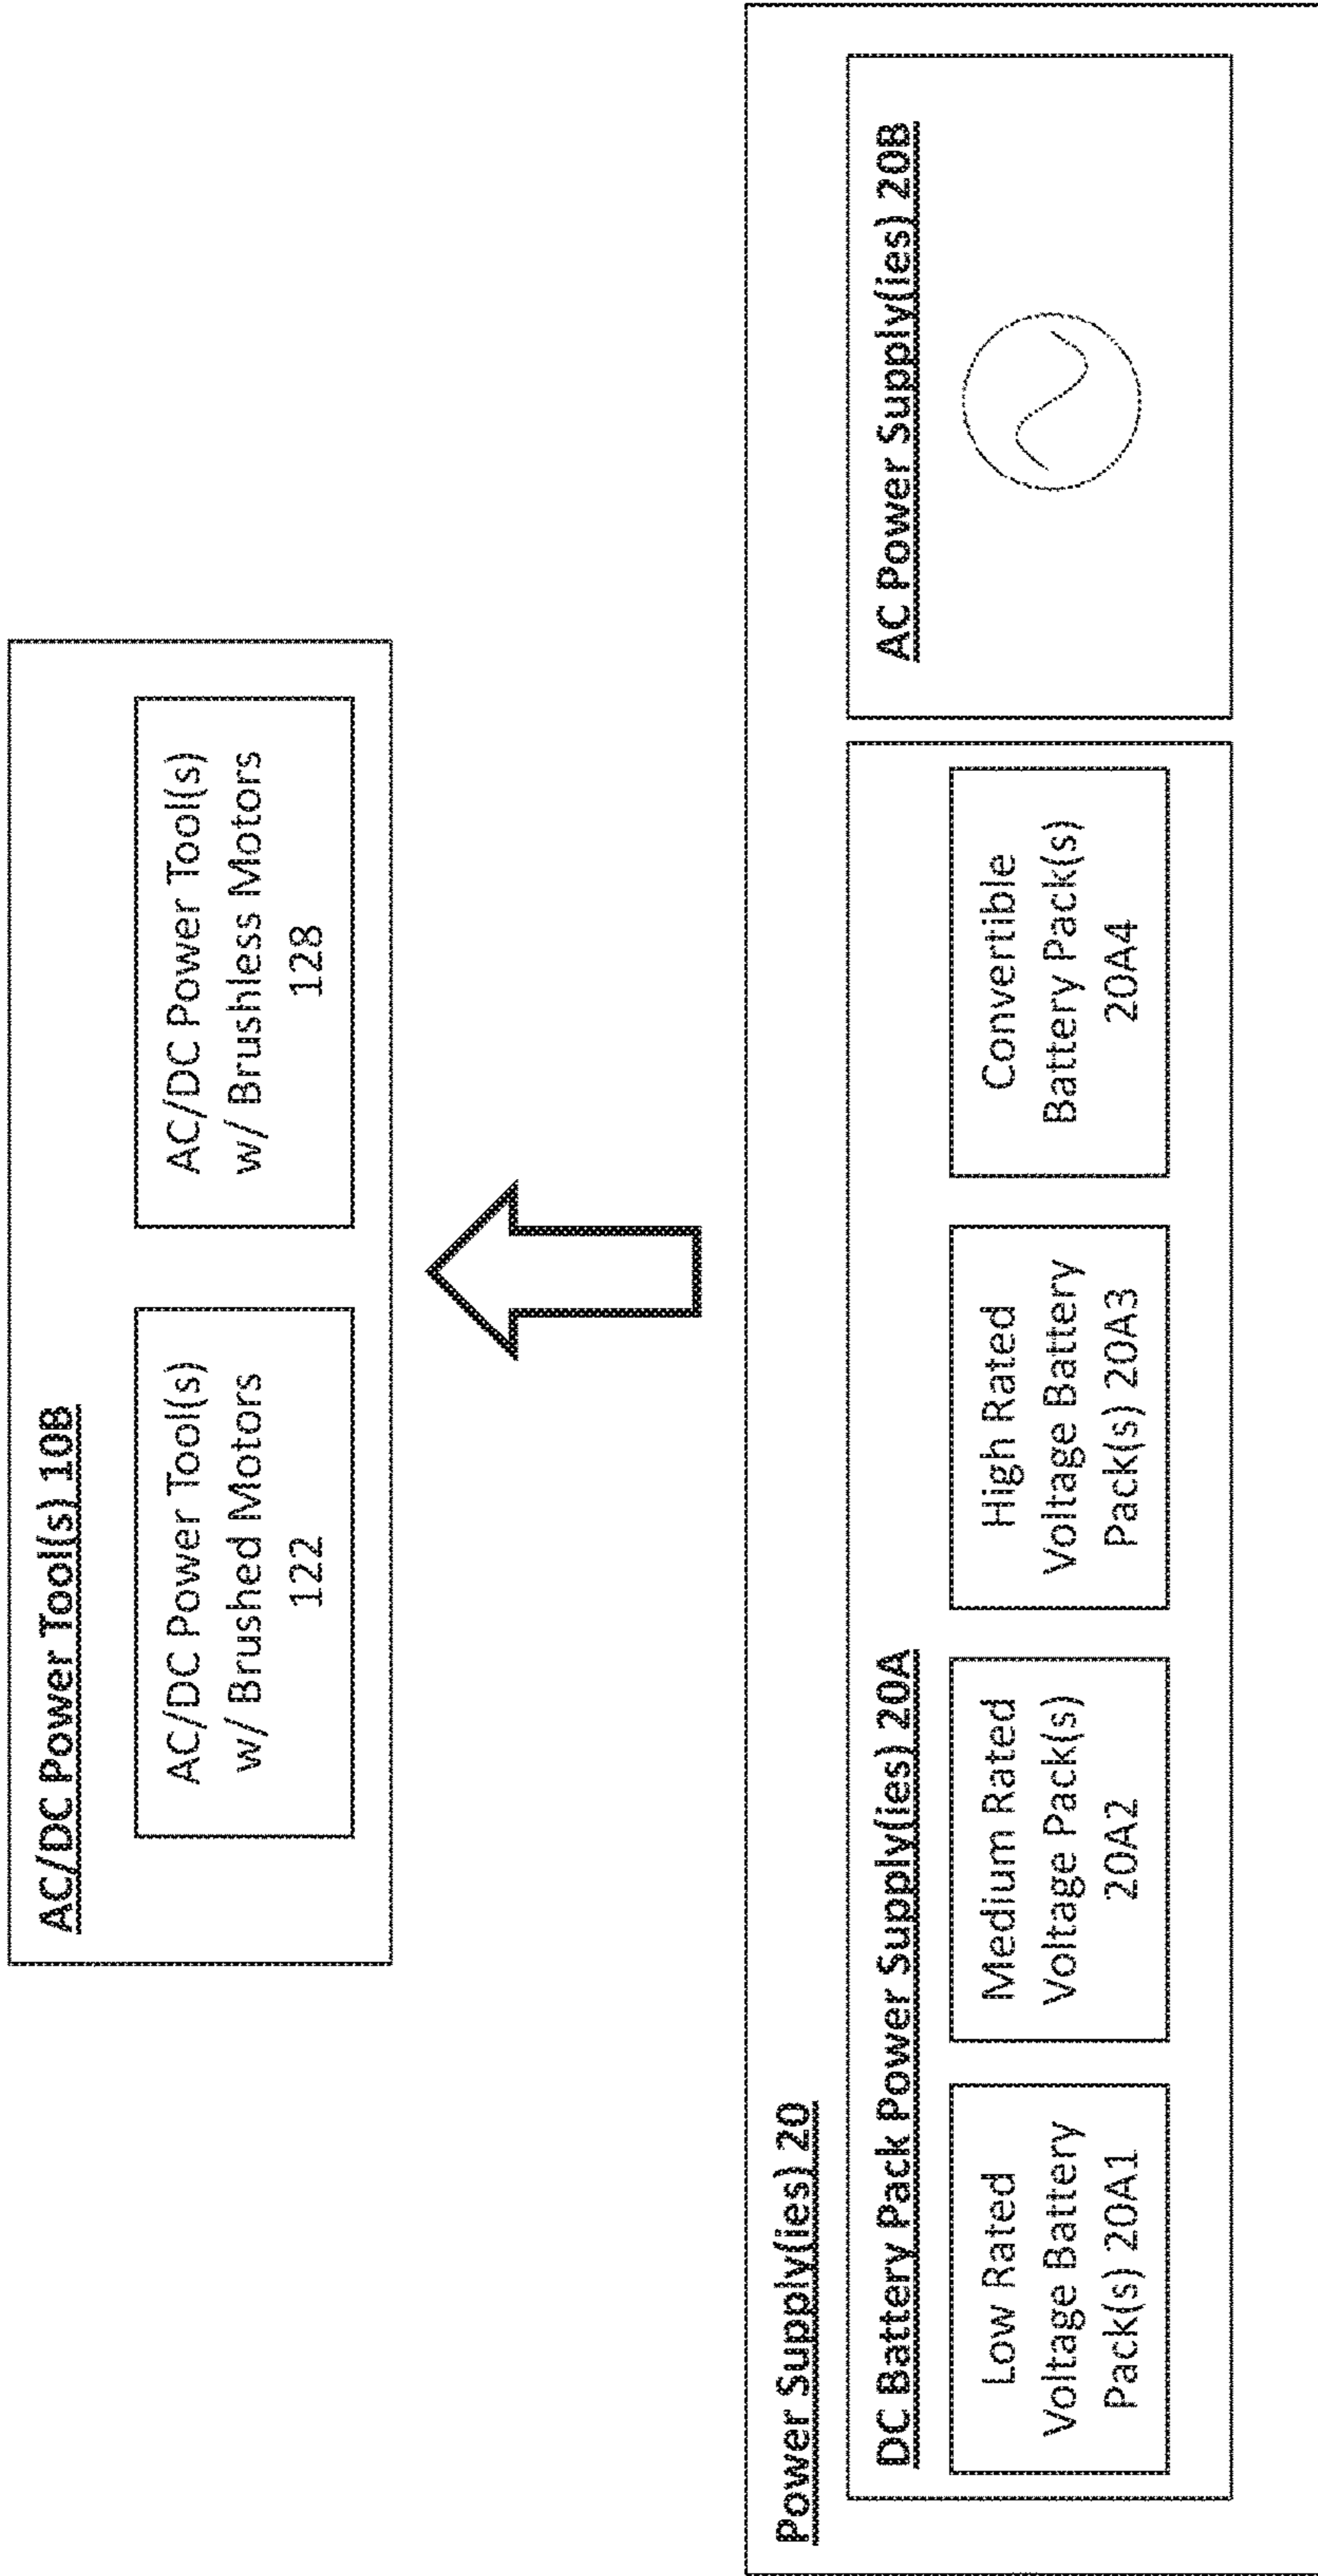 AC/DC Power Tool(s) 10B
AC/DC Power Tool(s)
w/ Brushed Motors
122
AC/DC Power Tool(s)
w/ Brushless Motors
128
Power Supply(ies) 20
DC Battery Pack Power Supply(ies) 20A
Low Rated
Voltage Battery
Pack(s) 20A1
Medium Rated
Voltage Pack(s)
20A2
High Rated
Voltage Battery
Pack(s) 20A3
Convertible
Battery Pack(s)
20A4
AC Power Supply(ies) 20B